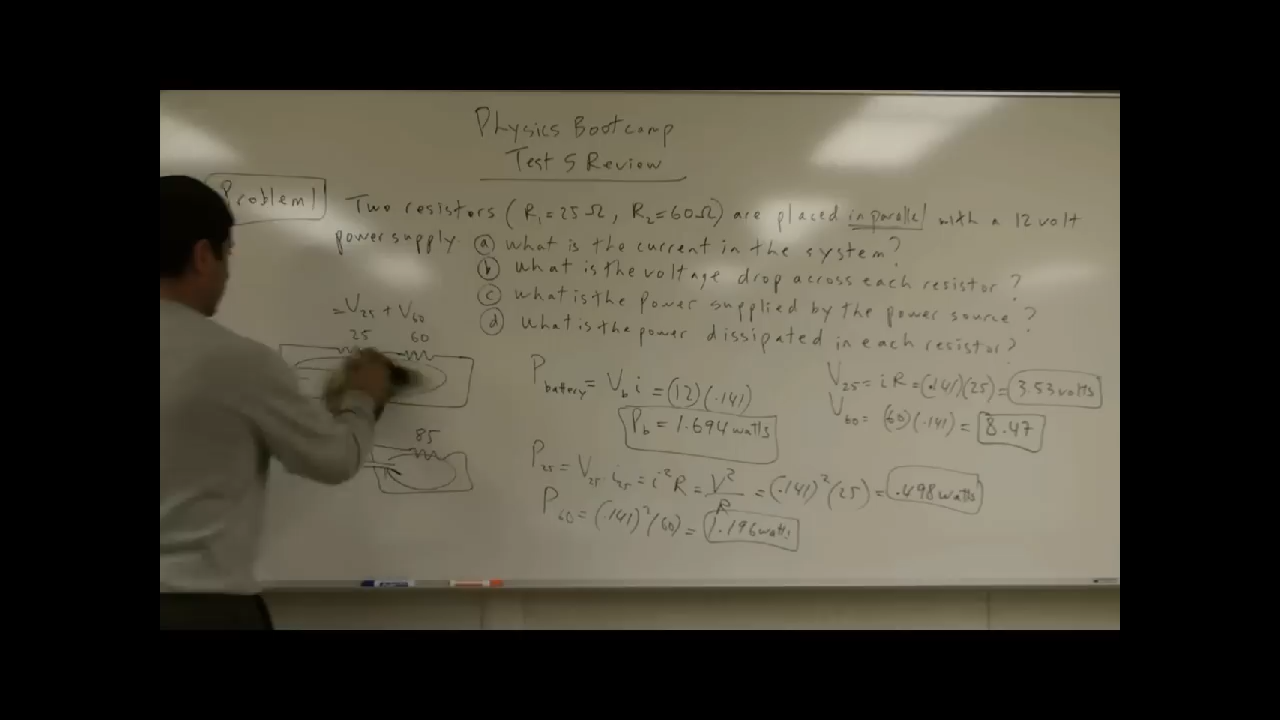 Physics Bootcamp
Test 5 Review
Problem 1
Two resistors (R₁=25Ω, R₂=60Ω) are placed in parallel with a 12 volt
power supply. ⓐ what is the current in the system?
ⓑ what is the voltage drop across each resistor?
ⓒ what is the power supplied by the power source?
ⓓ what is the power dissipated in each resistor?
=V₂₅ + V₆₀
25 60
85
P battery = V_b i = (12)(.141)
P_b = 1.694 watts
V₂₅ = iR = (.141)(25) = 3.53 volts
V₆₀ = (60)(.141) = 8.47
P₂₅ = V₂₅ · i₂₅ = i²R = V²/R = (.141)²(25) = .498 watts
P₆₀ = (.141)²(60) = 1.196 watts